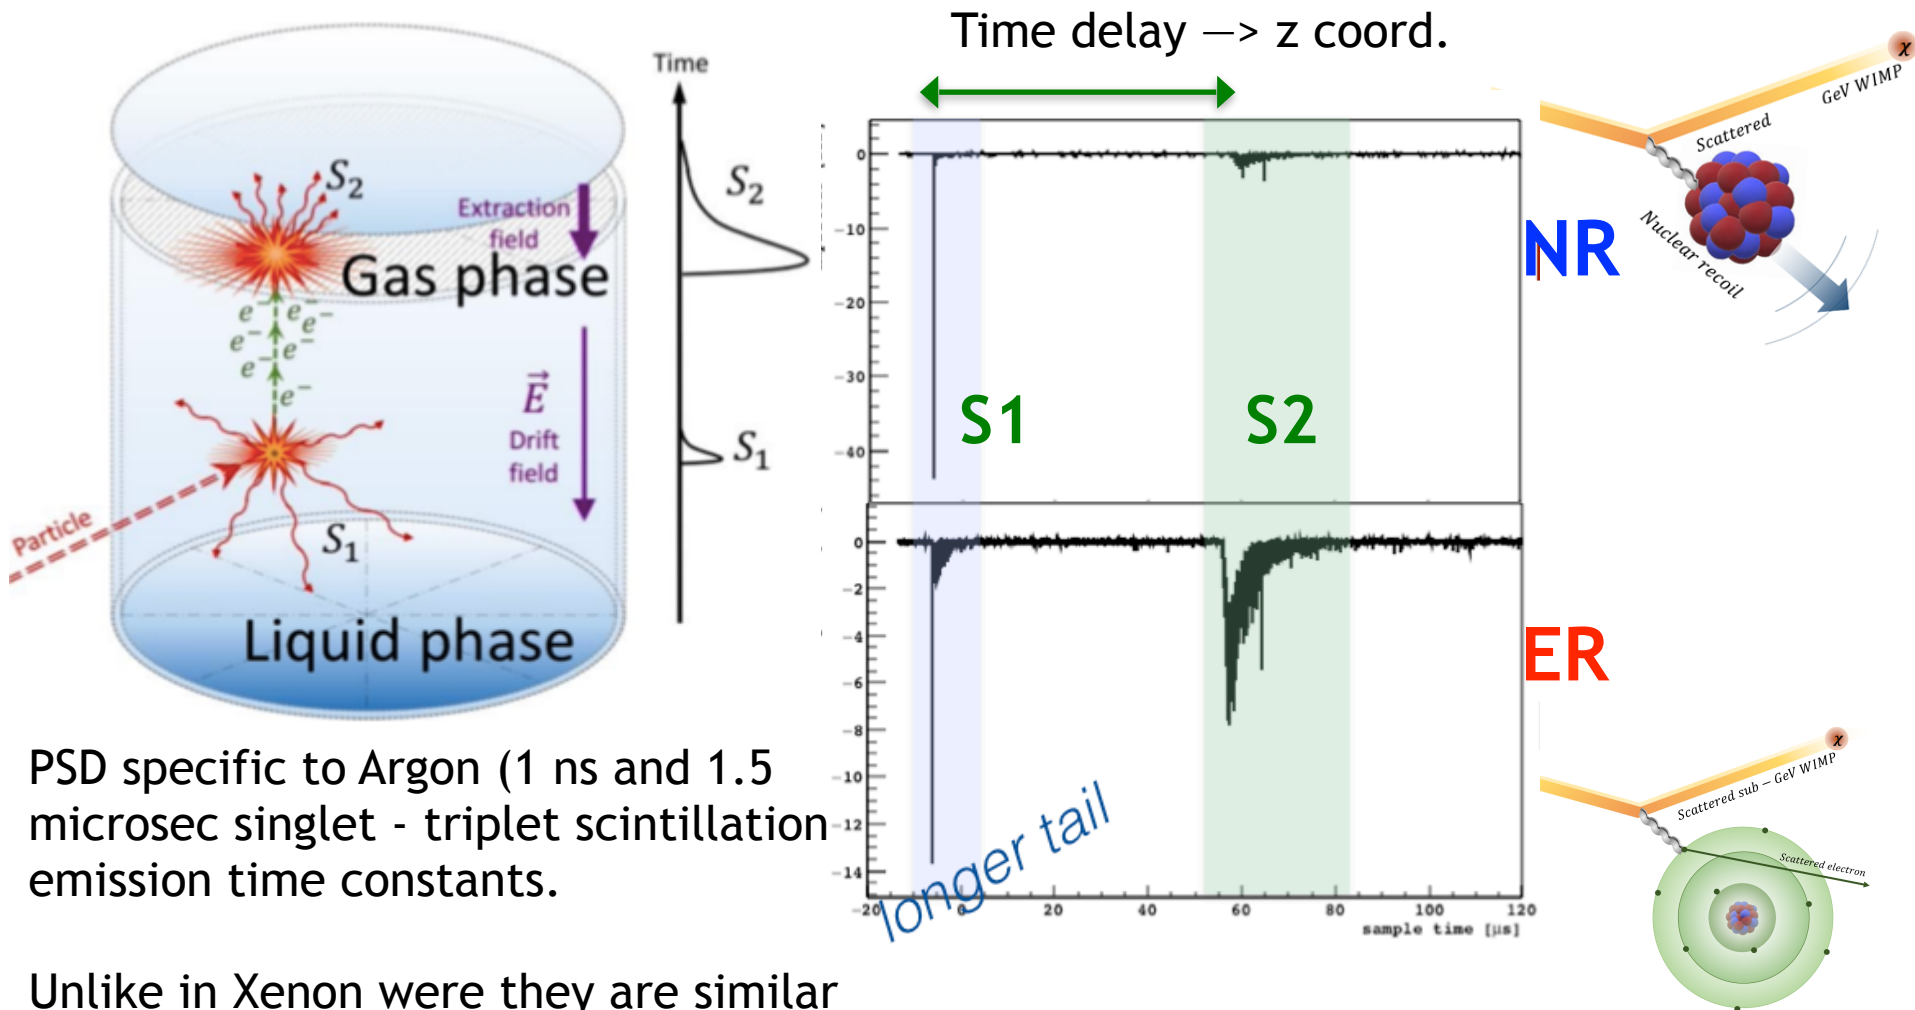 Time delay —> z coord.
Time
S₂
S₂
Extraction
field
Gas phase
e⁻ e⁻
e⁻
e⁻
e⁻
e⁻
e⁻
E⃗
Drift
field
S₁
Particle
S₁
Liquid phase
0
-10
-20
-30
-40
S1
S2
0
-2
-4
-6
-8
-10
-12
-14
-20 0 20 40 60 80 100 120
sample time [μs]
longer tail
χ
GeV WIMP
Scattered
Nuclear recoil
NR
ER
χ
Scattered sub – GeV WIMP
Scattered electron
PSD specific to Argon (1 ns and 1.5
microsec singlet - triplet scintillation
emission time constants.
Unlike in Xenon were they are similar